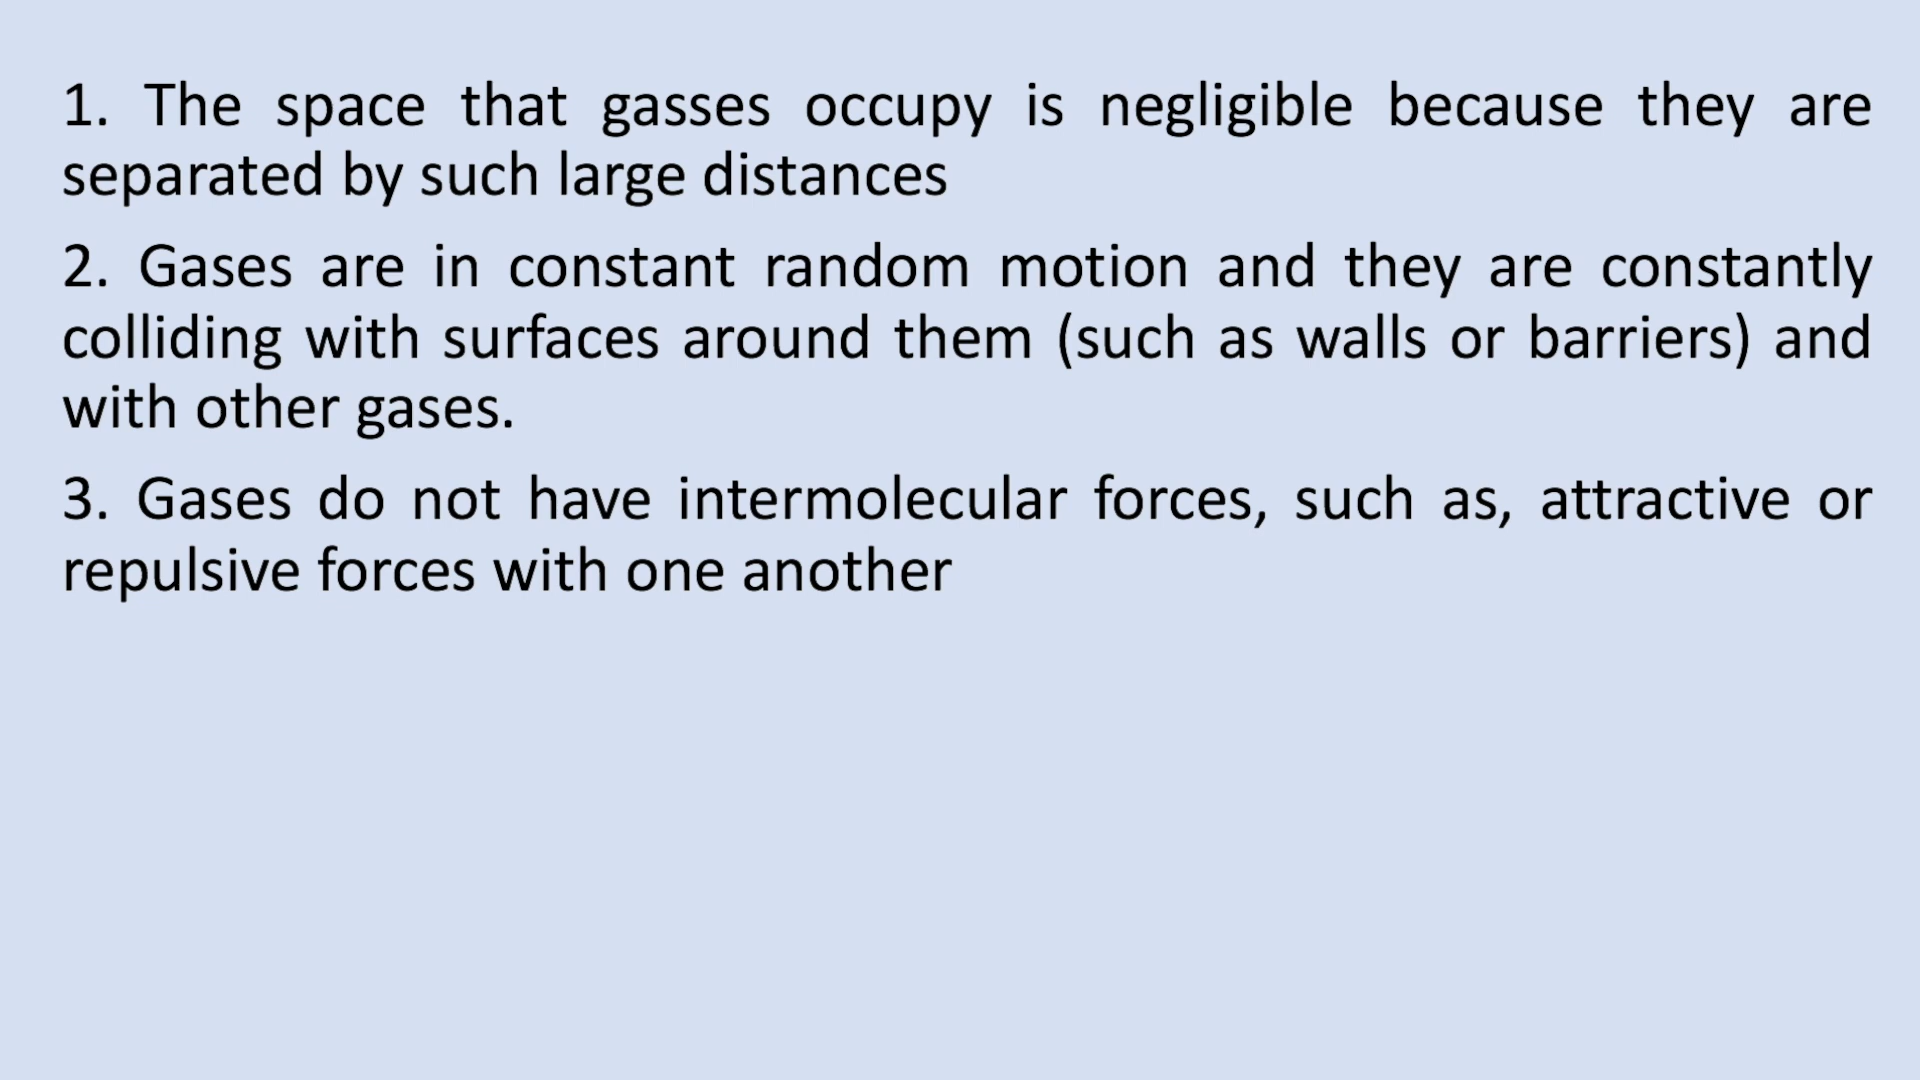 1. The space that gasses occupy is negligible because they are
separated by such large distances
2. Gases are in constant random motion and they are constantly
colliding with surfaces around them (such as walls or barriers) and
with other gases.
3. Gases do not have intermolecular forces, such as, attractive or
repulsive forces with one another